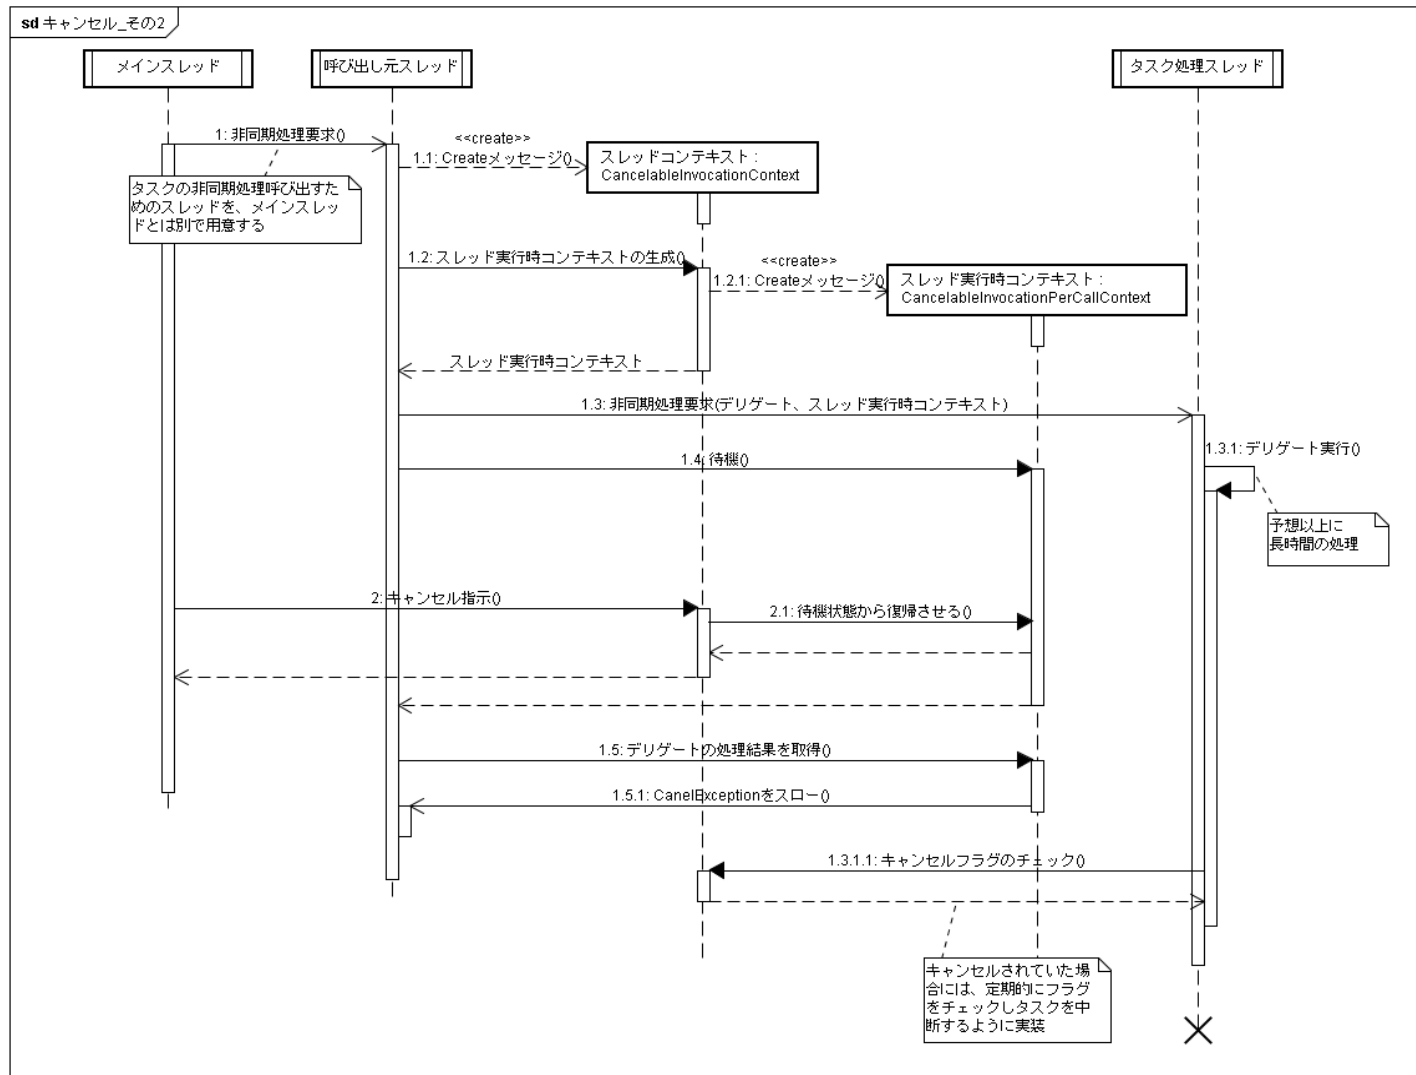 sd キャンセル_その2
メインスレッド
呼び出し元スレッド
タスク処理スレッド
1: 非同期処理要求()
<<create>>
1.1: Createメッセージ()
スレッドコンテキスト :
CancelableInvocationContext
タスクの非同期処理呼び出すた
めのスレッドを、メインスレッ
ドとは別で用意する
1.2: スレッド実行時コンテキストの生成()
<<create>>
1.2.1: Createメッセージ()
スレッド実行時コンテキスト :
CancelableInvocationPerCallContext
スレッド実行時コンテキスト
1.3: 非同期処理要求(デリゲート、スレッド実行時コンテキスト)
1.3.1: デリゲート実行()
1.4: 待機()
予想以上に
長時間の処理
2: キャンセル指示()
2.1: 待機状態から復帰させる()
1.5: デリゲートの処理結果を取得()
1.5.1: CanelExceptionをスロー()
1.3.1.1: キャンセルフラグのチェック()
キャンセルされていた場
合には、定期的にフラグ
をチェックしタスクを中
断するように実装